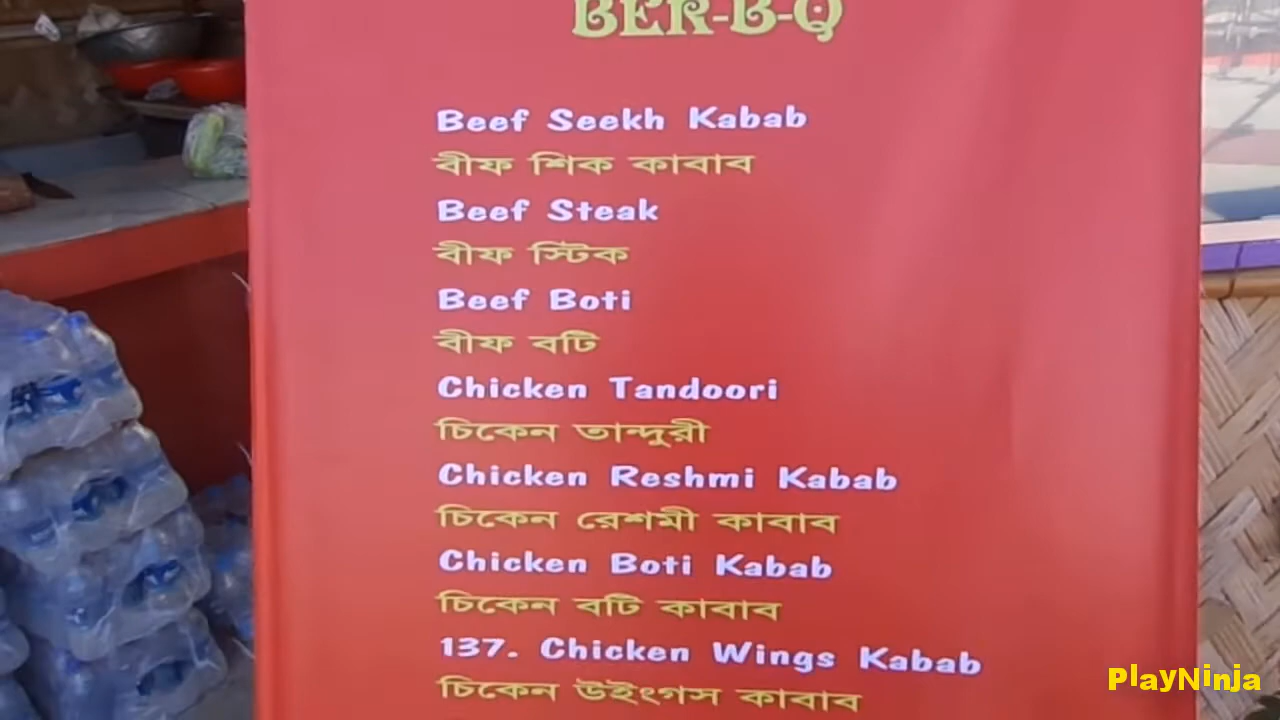 BER-B-Q
Beef Seekh Kabab
বীফ শিক কাবাব
Beef Steak
বীফ স্টিক
Beef Boti
বীফ বটি
Chicken Tandoori
চিকেন তান্দুরী
Chicken Reshmi Kabab
চিকেন রেশমী কাবাব
Chicken Boti Kabab
চিকেন বটি কাবাব
137. Chicken Wings Kabab
চিকেন উইংগস কাবাব
PlayNinja